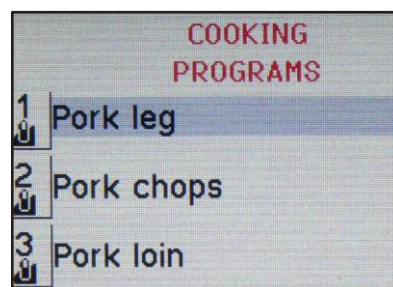 COOKING
PROGRAMS
1 Pork leg
2 Pork chops
3 Pork loin